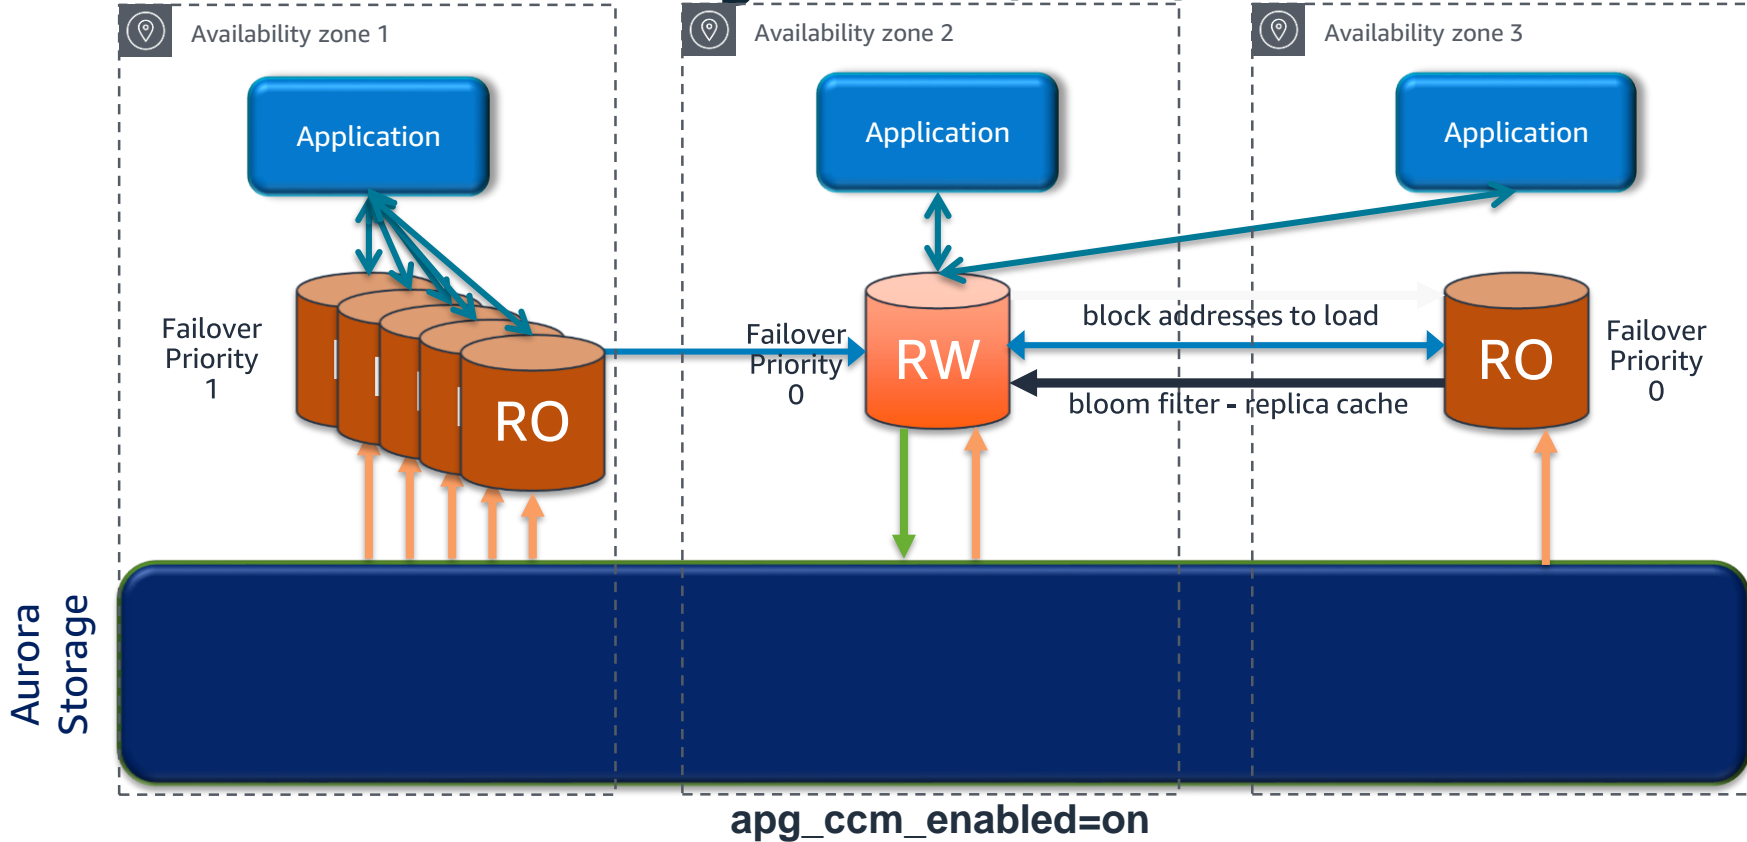 Availability zone 1
Availability zone 2
Availability zone 3
Application
Application
Application
Failover
Priority
1
RO
Failover
Priority
0
RW
block addresses to load
bloom filter - replica cache
RO
Failover
Priority
0
Aurora
Storage
apg_ccm_enabled=on